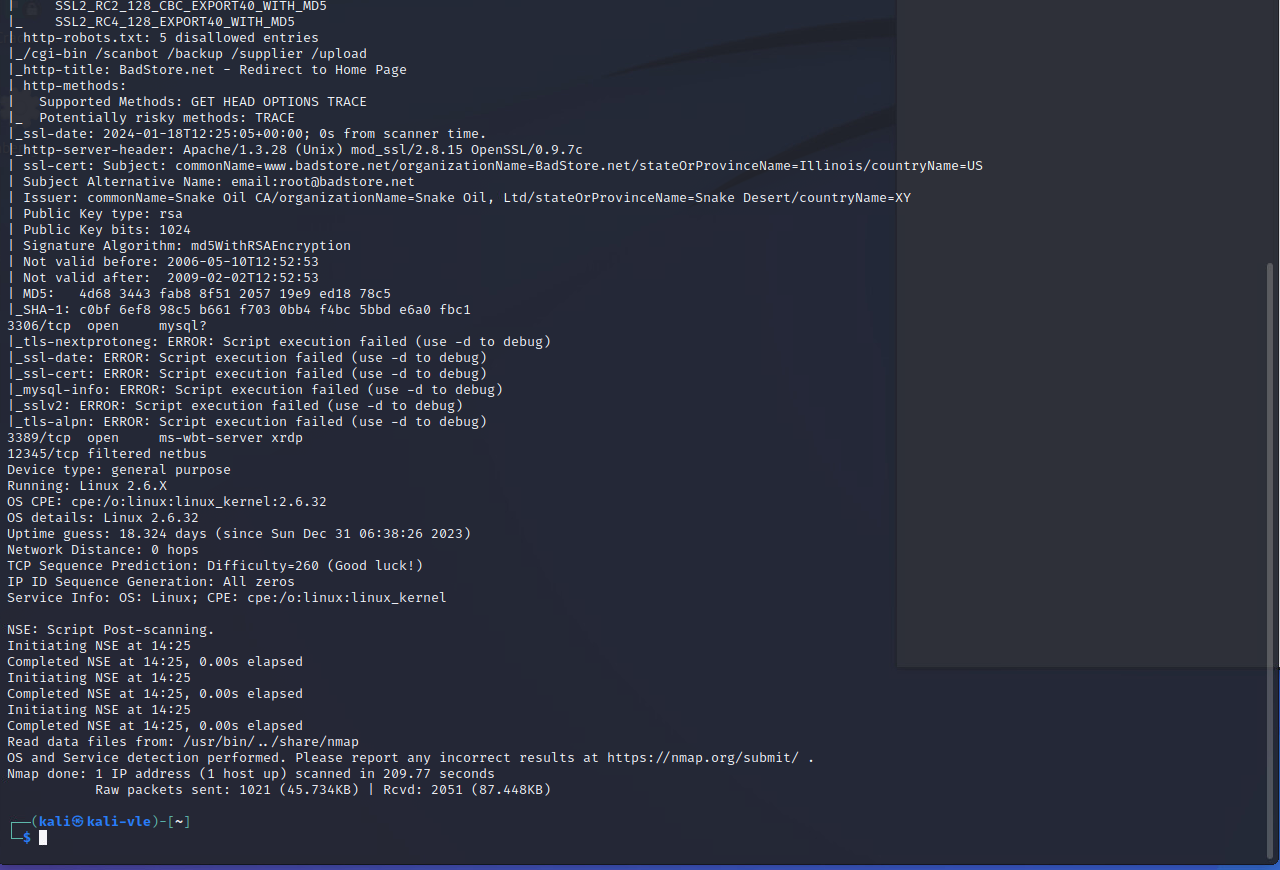 |     SSL2_RC2_128_CBC_EXPORT40_WITH_MD5
|_    SSL2_RC4_128_EXPORT40_WITH_MD5
| http-robots.txt: 5 disallowed entries
|_/cgi-bin /scanbot /backup /supplier /upload
|_http-title: BadStore.net - Redirect to Home Page
| http-methods:
|   Supported Methods: GET HEAD OPTIONS TRACE
|_  Potentially risky methods: TRACE
|_ssl-date: 2024-01-18T12:25:05+00:00; 0s from scanner time.
|_http-server-header: Apache/1.3.28 (Unix) mod_ssl/2.8.15 OpenSSL/0.9.7c
| ssl-cert: Subject: commonName=www.badstore.net/organizationName=BadStore.net/stateOrProvinceName=Illinois/countryName=US
| Subject Alternative Name: email:root@badstore.net
| Issuer: commonName=Snake Oil CA/organizationName=Snake Oil, Ltd/stateOrProvinceName=Snake Desert/countryName=XY
| Public Key type: rsa
| Public Key bits: 1024
| Signature Algorithm: md5WithRSAEncryption
| Not valid before: 2006-05-10T12:52:53
| Not valid after:  2009-02-02T12:52:53
| MD5:   4d68 3443 fab8 8f51 2057 19e9 ed18 78c5
|_SHA-1: c0bf 6ef8 98c5 b661 f703 0bb4 f4bc 5bbd e6a0 fbc1
3306/tcp  open     mysql?
|_tls-nextprotoneg: ERROR: Script execution failed (use -d to debug)
|_ssl-date: ERROR: Script execution failed (use -d to debug)
|_ssl-cert: ERROR: Script execution failed (use -d to debug)
|_mysql-info: ERROR: Script execution failed (use -d to debug)
|_sslv2: ERROR: Script execution failed (use -d to debug)
|_tls-alpn: ERROR: Script execution failed (use -d to debug)
3389/tcp  open     ms-wbt-server xrdp
12345/tcp filtered netbus
Device type: general purpose
Running: Linux 2.6.X
OS CPE: cpe:/o:linux:linux_kernel:2.6.32
OS details: Linux 2.6.32
Uptime guess: 18.324 days (since Sun Dec 31 06:38:26 2023)
Network Distance: 0 hops
TCP Sequence Prediction: Difficulty=260 (Good luck!)
IP ID Sequence Generation: All zeros
Service Info: OS: Linux; CPE: cpe:/o:linux:linux_kernel

NSE: Script Post-scanning.
Initiating NSE at 14:25
Completed NSE at 14:25, 0.00s elapsed
Initiating NSE at 14:25
Completed NSE at 14:25, 0.00s elapsed
Initiating NSE at 14:25
Completed NSE at 14:25, 0.00s elapsed
Read data files from: /usr/bin/../share/nmap
OS and Service detection performed. Please report any incorrect results at https://nmap.org/submit/ .
Nmap done: 1 IP address (1 host up) scanned in 209.77 seconds
           Raw packets sent: 1021 (45.734KB) | Rcvd: 2051 (87.448KB)

┌──(kali㉿kali-vle)-[~]
└─$